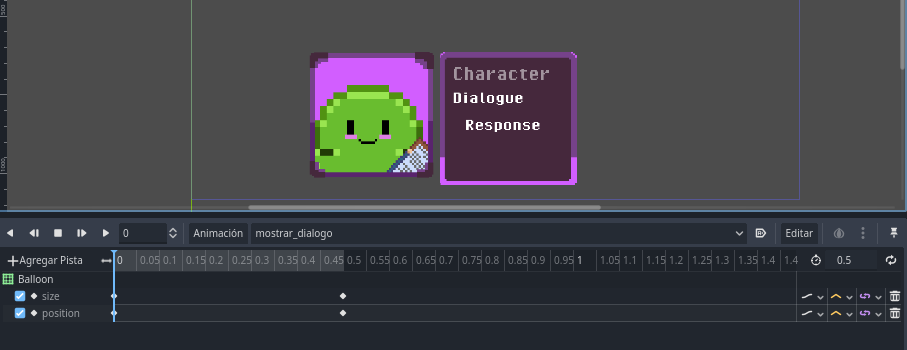 500
1000
Character
Dialogue
Response
0
Animación
mostrar_dialogo
Editar
Agregar Pista
0 0.05 0.1 0.15 0.2 0.25 0.3 0.35 0.4 0.45 0.5 0.55 0.6 0.65 0.7 0.75 0.8 0.85 0.9 0.95 1 1.05 1.1 1.15 1.2 1.25 1.3 1.35 1.4 1.4
0.5
Balloon
size
position